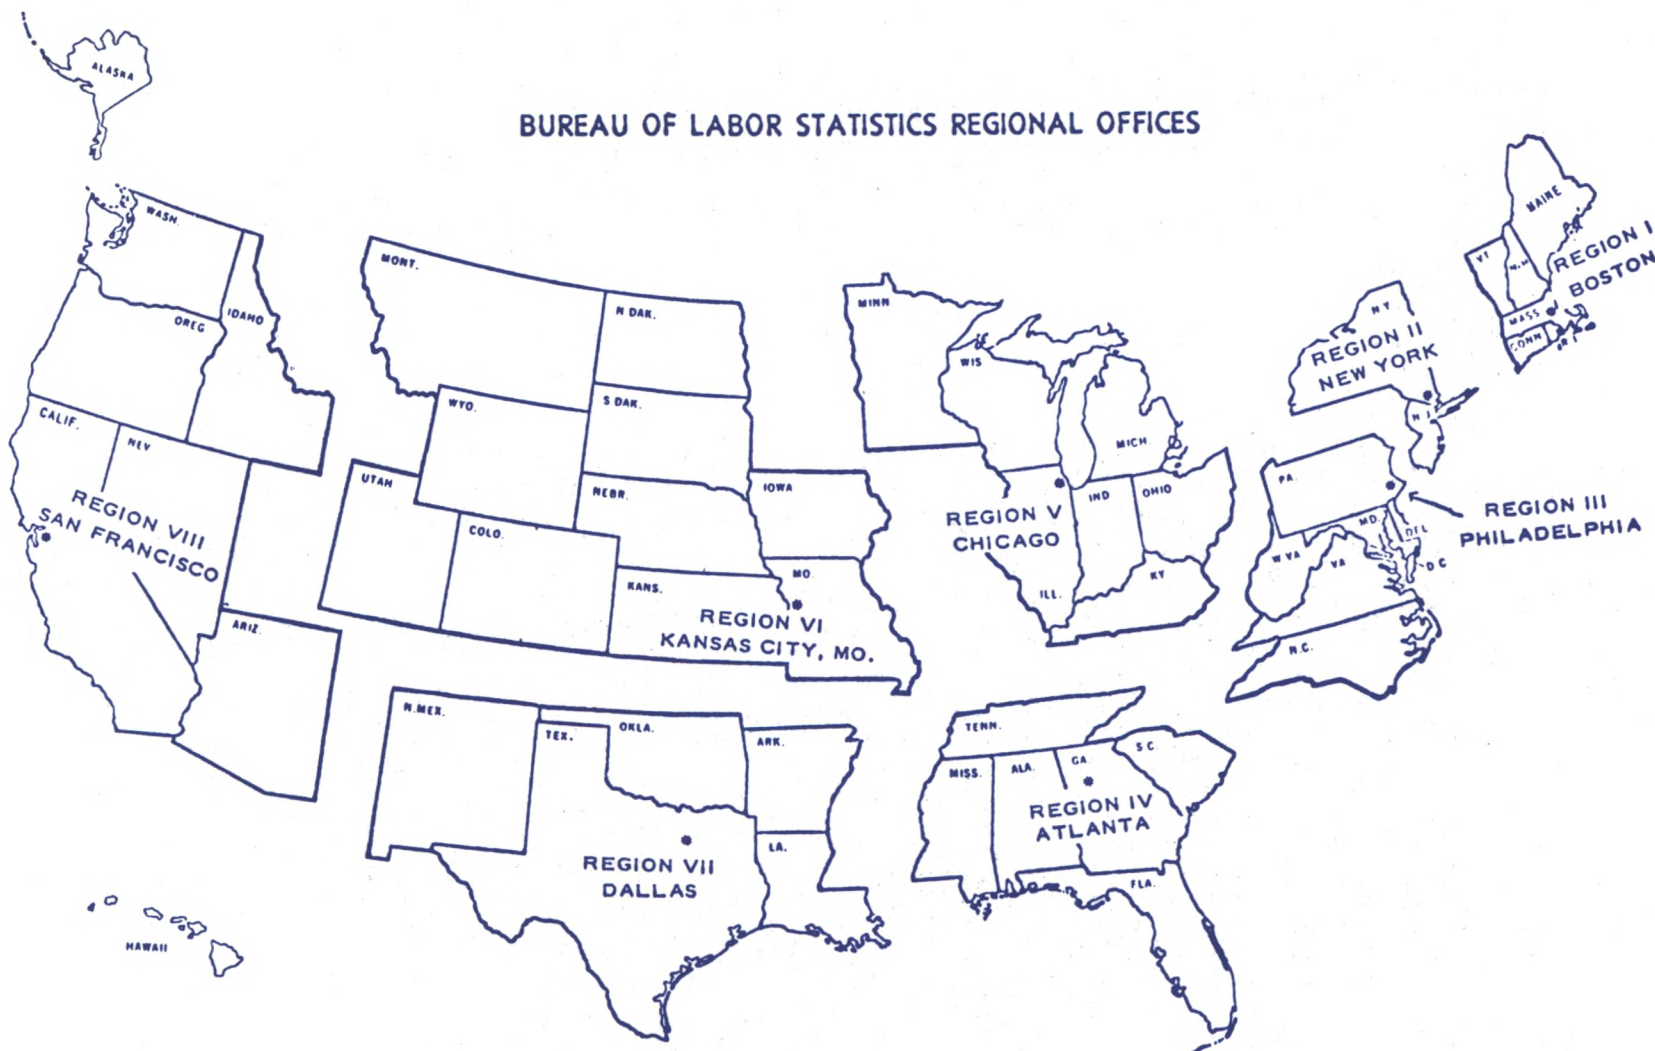 ALASKA
BUREAU OF LABOR STATISTICS REGIONAL OFFICES
WASH.
OREG
IDAHO
CALIF.
NEV
REGION VIII
SAN FRANCISCO
ARIZ.
HAWAII
MONT.
N DAK.
S DAK.
WYO.
NEBR.
UTAH
COLO.
IOWA
KANS.
MO.
REGION VI
KANSAS CITY, MO.
N.MEX.
TEX.
OKLA.
ARK.
LA.
REGION VII
DALLAS
MINN
WIS
MICH.
IND
OHIO
REGION V
CHICAGO
ILL.
KY
TENN.
MISS.
ALA.
GA.
S C.
REGION IV
ATLANTA
FLA.
MAINE
VT
N.H
REGION I
BOSTON
MASS
CONN
R I
N.Y.
REGION II
NEW YORK
N J
PA.
REGION III
PHILADELPHIA
MD.
DEL
D C
W VA
VA
N.C.